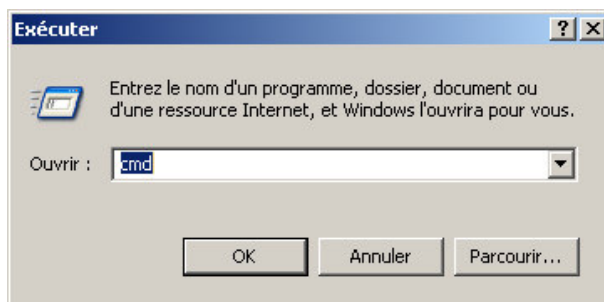 Exécuter
Entrez le nom d'un programme, dossier, document ou
d'une ressource Internet, et Windows l'ouvrira pour vous.
Ouvrir : cmd
OK Annuler Parcourir...